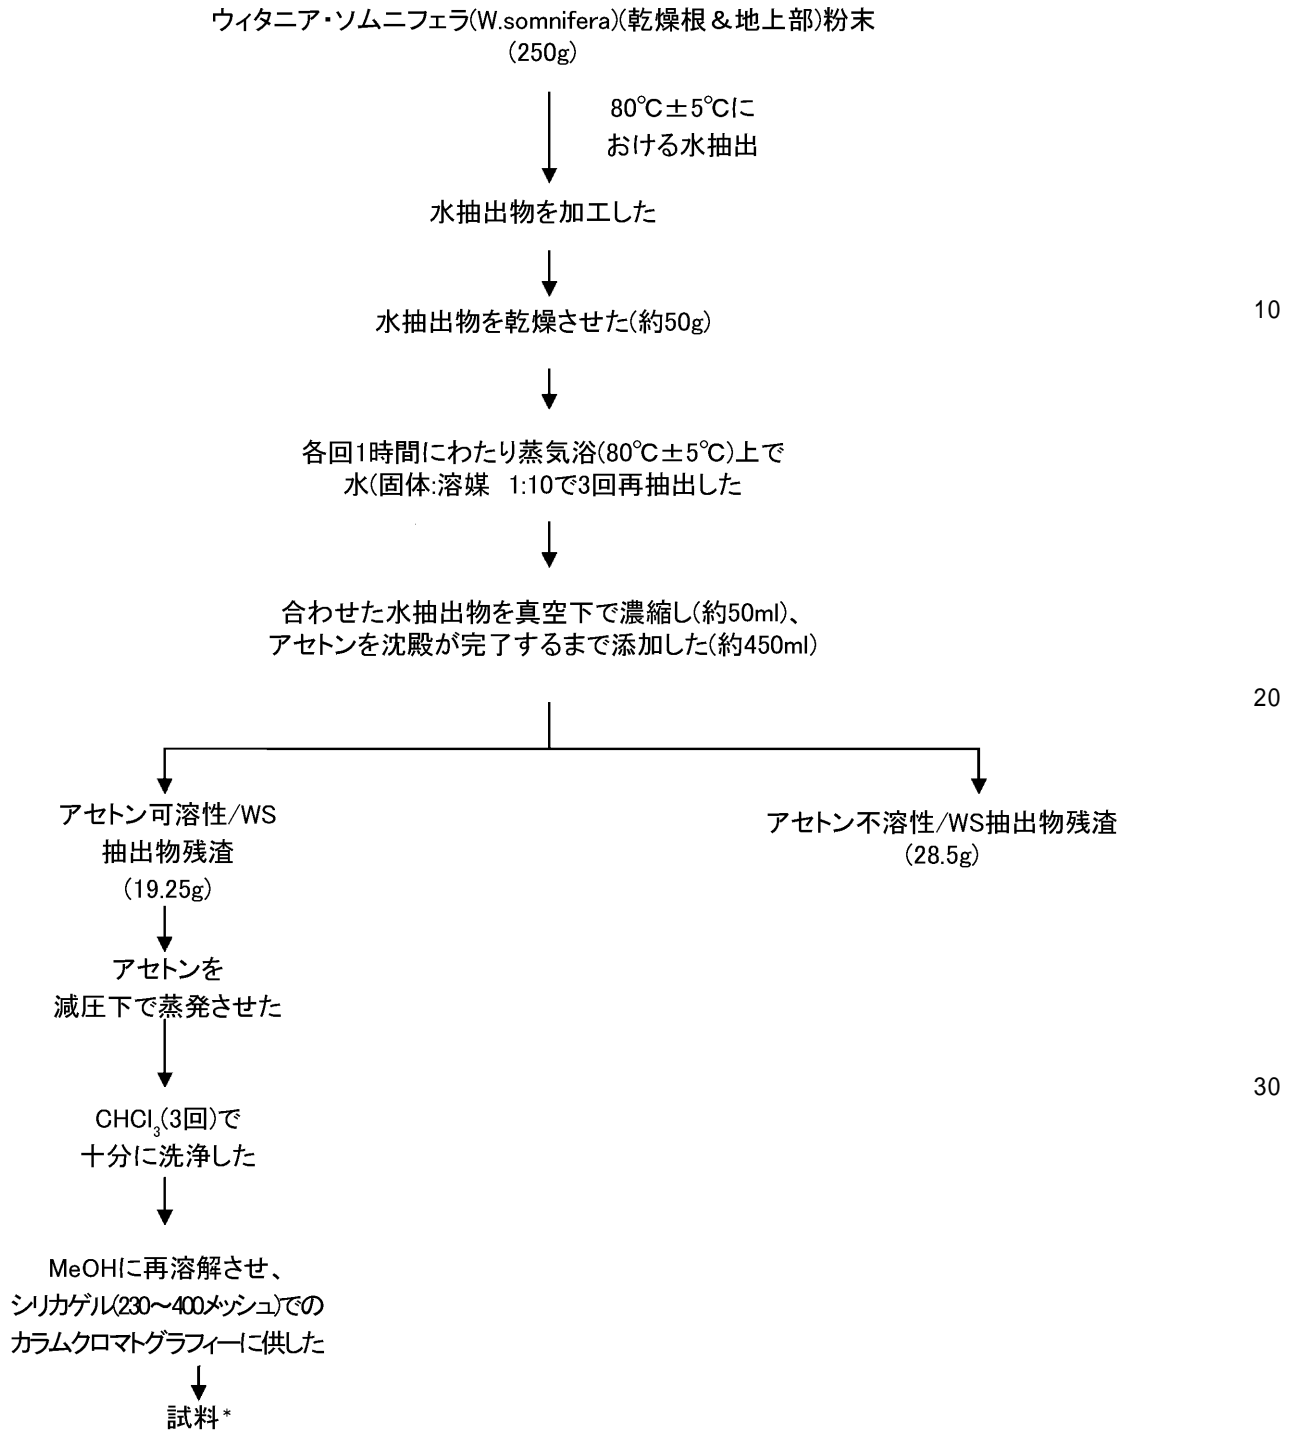 ウィタニア・ソムニフェラ(W.somnifera)(乾燥根＆地上部)粉末
(250g)
80℃±5℃に
おける水抽出
水抽出物を加工した
水抽出物を乾燥させた(約50g)
10
各回1時間にわたり蒸気浴(80℃±5℃)上で
水(固体:溶媒　1:10で3回再抽出した
合わせた水抽出物を真空下で濃縮し(約50ml)、
アセトンを沈殿が完了するまで添加した(約450ml)
20
アセトン可溶性/WS
抽出物残渣
(19.25g)
アセトン不溶性/WS抽出物残渣
(28.5g)
アセトンを
減圧下で蒸発させた
30
CHCl₃(3回)で
十分に洗浄した
MeOHに再溶解させ、
シリカゲル(230～400メッシュ)での
カラムクロマトグラフィーに供した
試料*